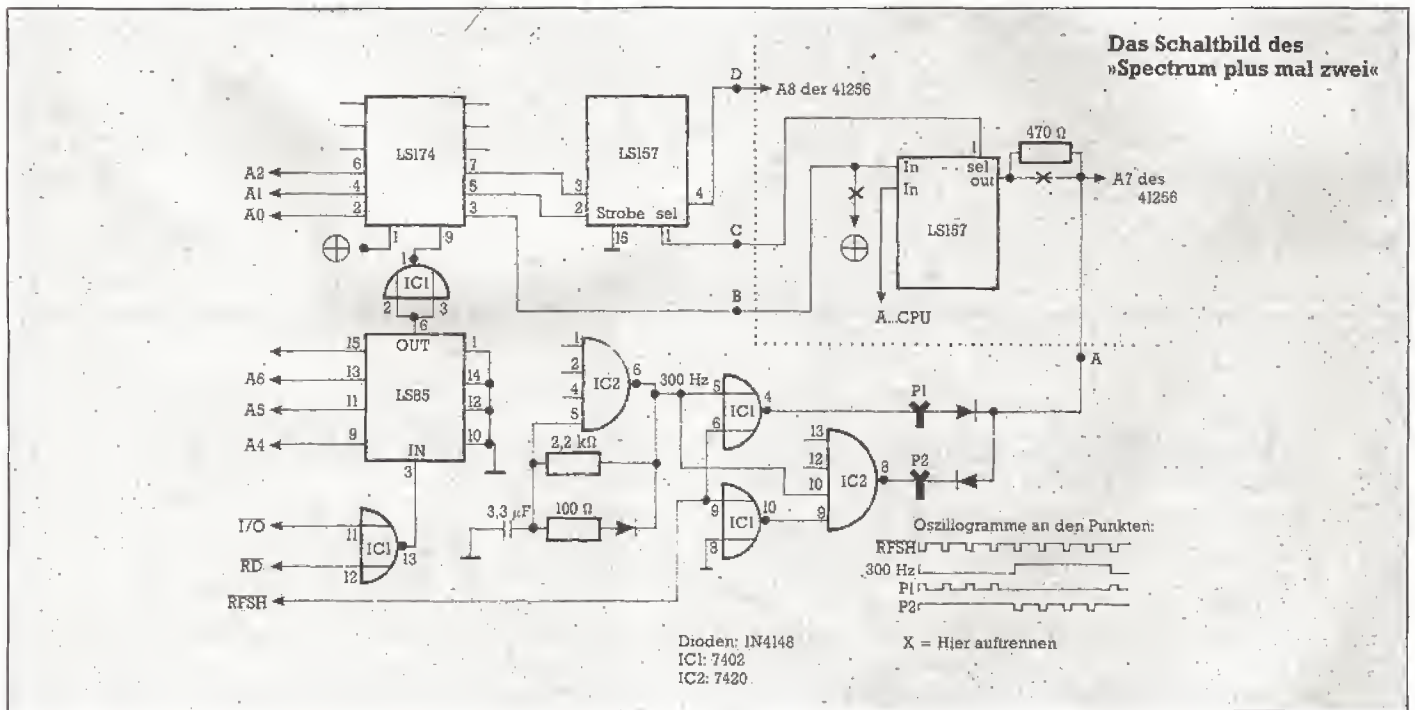 Das Schaltbild des
»Spectrum plus mal zwei«
D
A8 der 41256
470 Ω
1
LS174
LS157
In
sel
out
In
LS157
A7 des
41256
A2
6
7
3
4
A1
4
5
2
Strobe
sel
A0
2
3
15
1
C
1
9
1
IC1
2
3
B
A...CPU
A
6
OUT
15
1
A6
13
14
LS85
A5
11
12
A4
9
10
IN
3
1
2
4
5
IC2
6
300 Hz
2,2 kΩ
3,3 µF
100 Ω
5
6
IC1
4
P1
13
12
10
9
IC2
8
P2
9
8
IC1
10
I/O
11
IC1
13
RD
12
RFSH
Oszillogramme an den Punkten:
RFSH
300 Hz
P1
P2
Dioden: 1N4148
IC1: 7402
IC2: 7420
X = Hier auftrennen